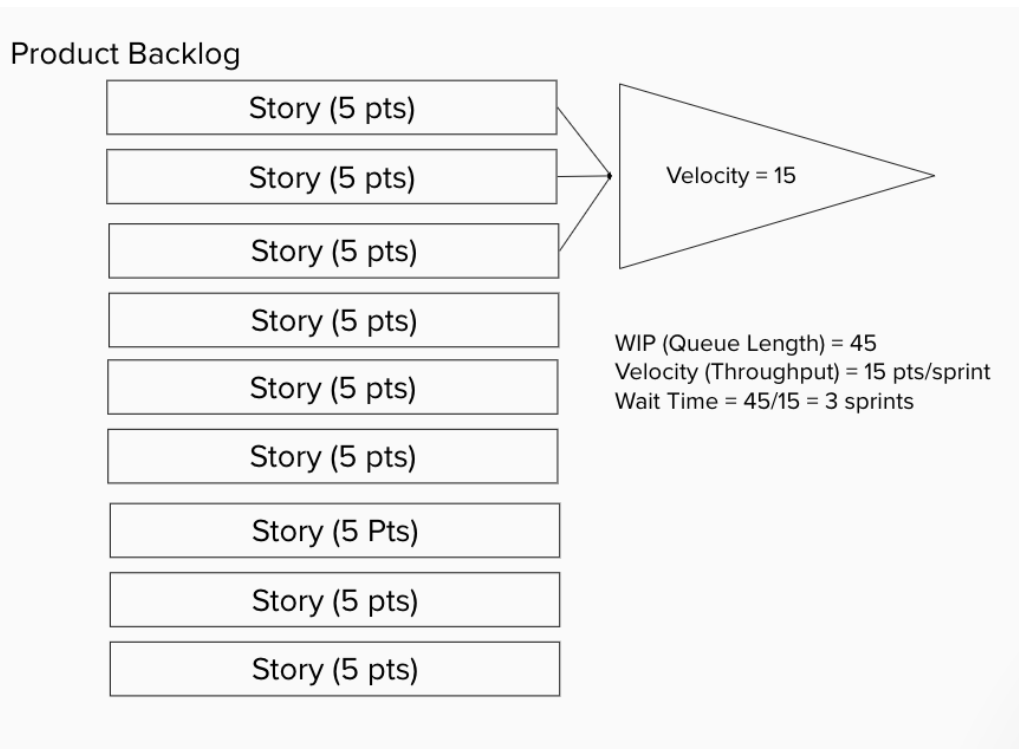 Product Backlog
Story (5 pts)
Story (5 pts)
Story (5 pts)
Story (5 pts)
Story (5 pts)
Story (5 pts)
Story (5 Pts)
Story (5 pts)
Story (5 pts)
Velocity = 15
WIP (Queue Length) = 45
Velocity (Throughput) = 15 pts/sprint
Wait Time = 45/15 = 3 sprints